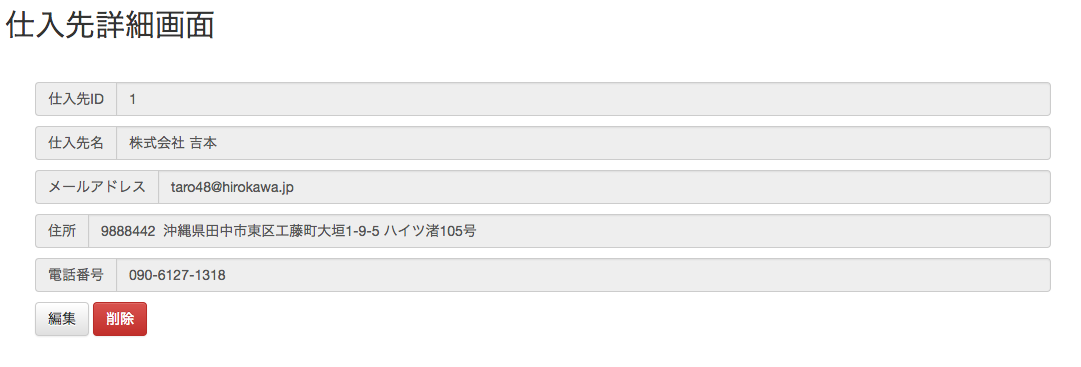 仕入先詳細画面
仕入先ID 1
仕入先名 株式会社 吉本
メールアドレス taro48@hirokawa.jp
住所 9888442 沖縄県田中市東区工藤町大垣1-9-5 ハイツ渚105号
電話番号 090-6127-1318
編集 削除